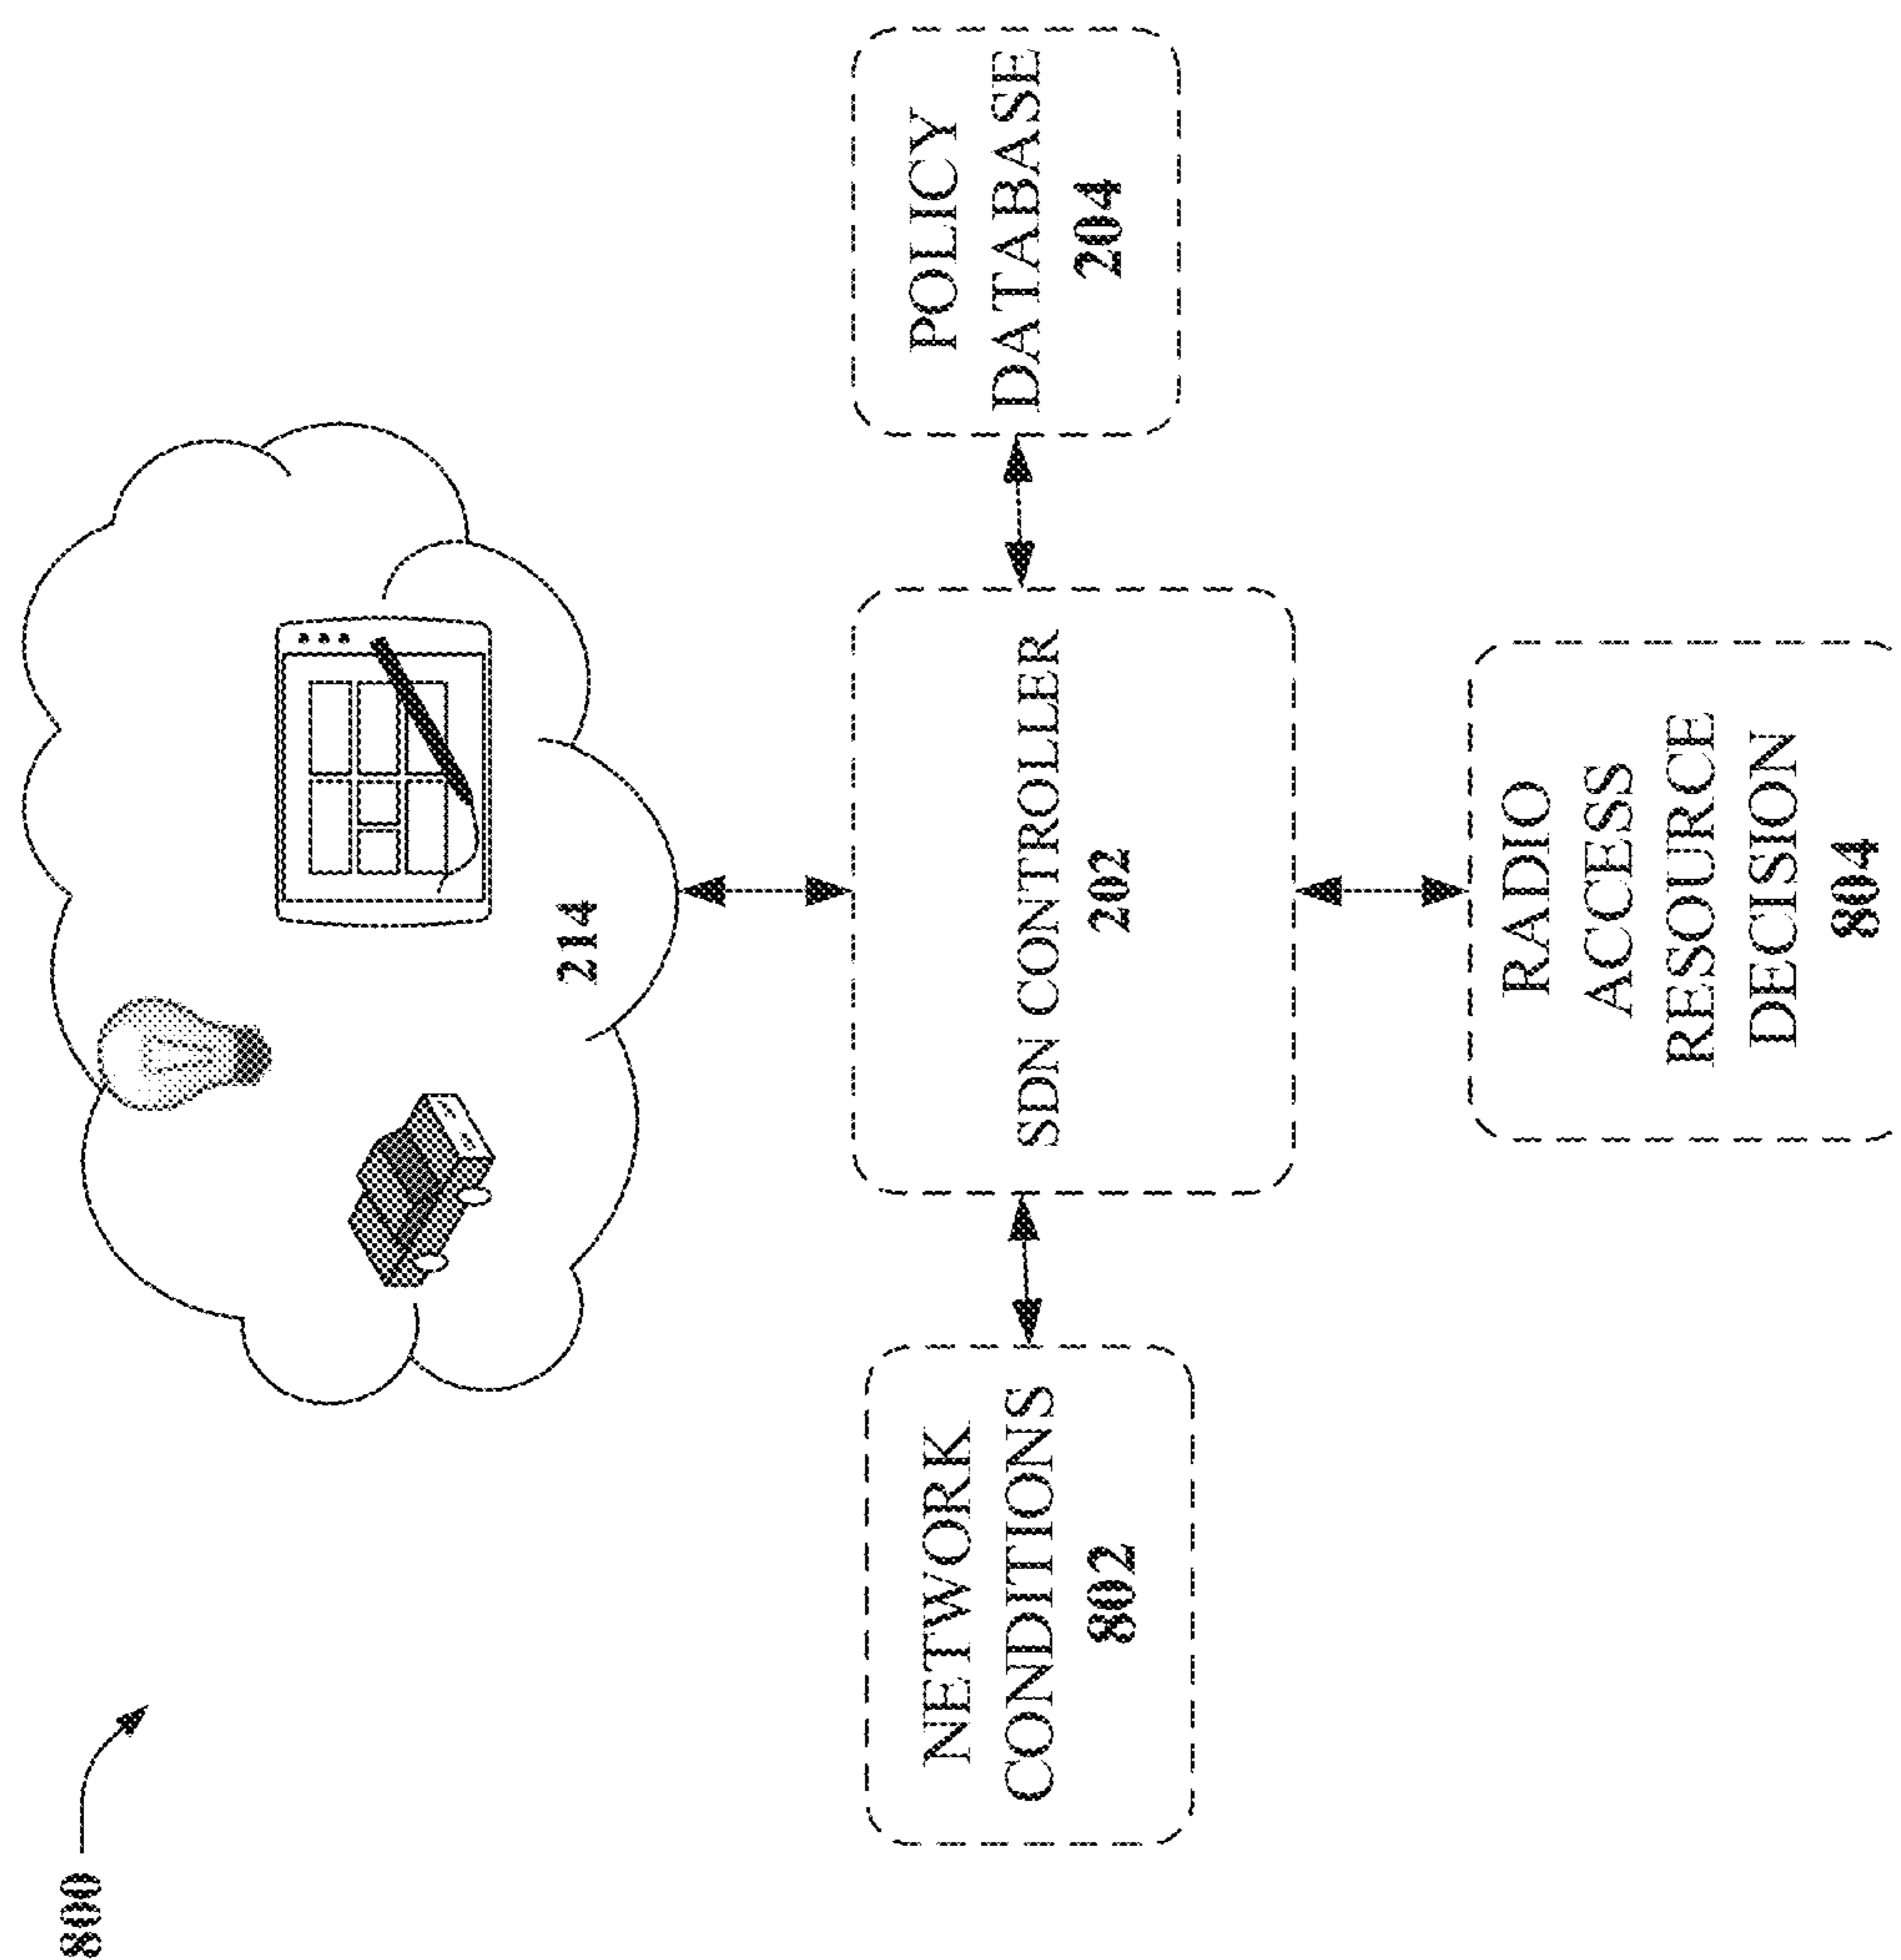 800
214
NETWORK
CONDITIONS
802
SDN CONTROLLER
202
POLICY
DATABASE
204
RADIO
ACCESS
RESOURCE
DECISION
804